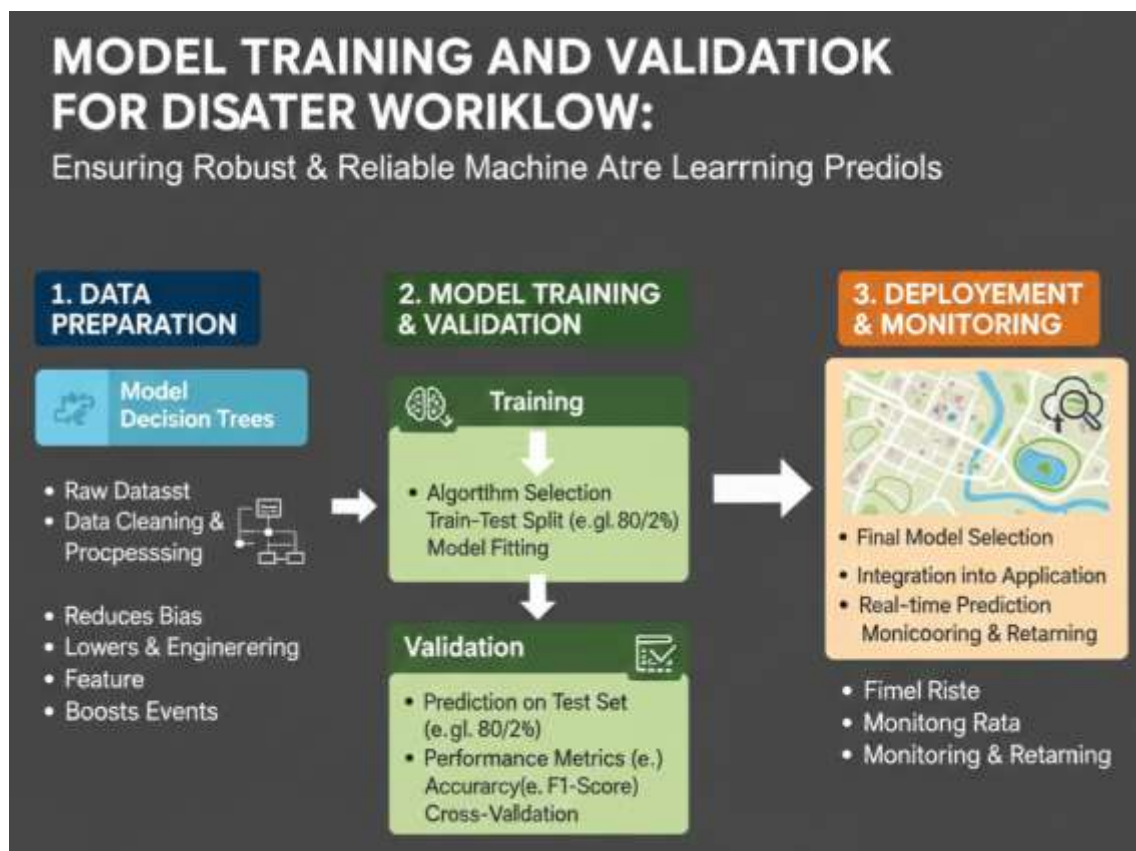 MODEL TRAINING AND VALIDATIOK
FOR DISATER WORIKLOW:
Ensuring Robust & Reliable Machine Atre Learrning Prediols
1. DATA
PREPARATION
Model
Decision Trees
• Raw Datasst
• Data Cleaning &
Procpesssing
• Reduces Bias
• Lowers & Enginerering
• Feature
• Boosts Events
2. MODEL TRAINING
& VALIDATION
Training
• Algortlhm Selection
Train-Test Split (e.gl. 80/2%)
Model Fitting
Validation
• Prediction on Test Set
(e.gl. 80/2%)
• Performance Metrics (e.)
Accurarcy(e. F1-Score)
Cross-Validation
3. DEPLOYEMENT
& MONITORING
• Final Model Selection
• Integration into Application
• Real-time Prediction
Monicooring & Retarning
• Fimel Riste
• Monitong Rata
• Monitoring & Retarning